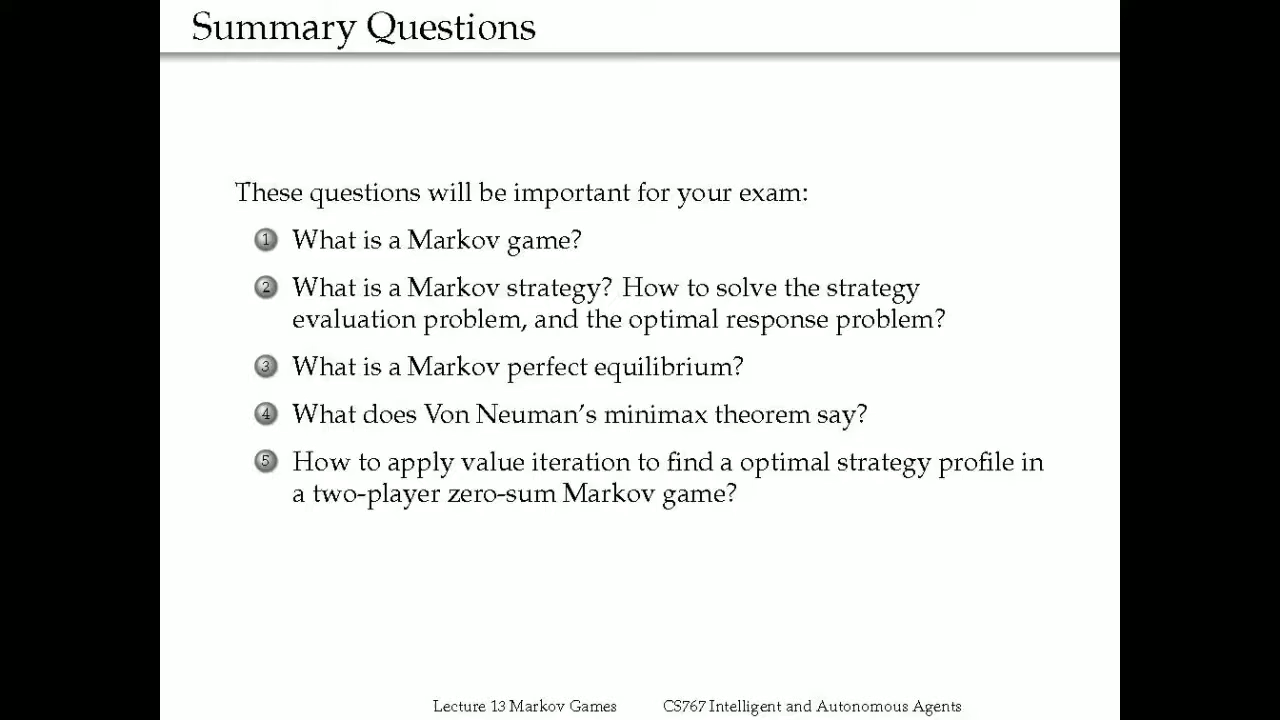 Summary Questions
These questions will be important for your exam:
1 What is a Markov game?
2 What is a Markov strategy? How to solve the strategy
evaluation problem, and the optimal response problem?
3 What is a Markov perfect equilibrium?
4 What does Von Neuman's minimax theorem say?
5 How to apply value iteration to find a optimal strategy profile in
a two-player zero-sum Markov game?
Lecture 13 Markov Games CS767 Intelligent and Autonomous Agents